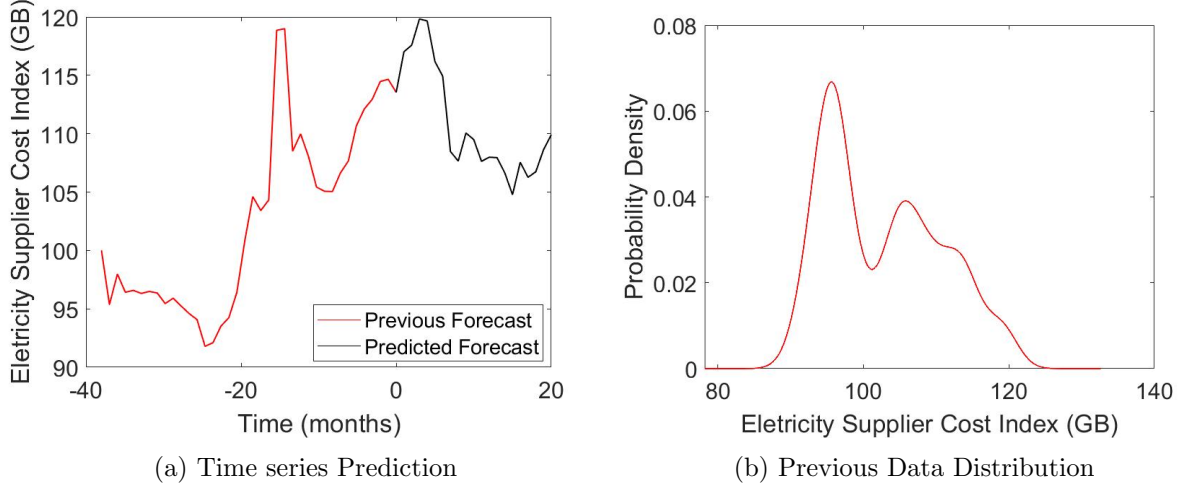 Eletricity Supplier Cost Index (GB)
120
115
110
105
100
95
90
-40
-20
0
20
Time (months)
Previous Forecast
Predicted Forecast
(a) Time series Prediction
Probability Density
0.08
0.06
0.04
0.02
0
80
100
120
140
Eletricity Supplier Cost Index (GB)
(b) Previous Data Distribution